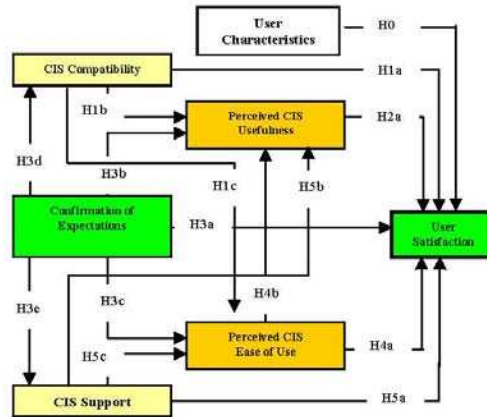 User
Characteristics
H0
CIS Compatibility
H1a
H1b
Perceived CIS
Usefulness
H2a
H3d
H3b
H1c
H5b
Confirmation of
Expectations
H3a
User
Satisfaction
H3e
H3c
H4b
H5c
Perceived CIS
Ease of Use
H4a
CIS Support
H5a